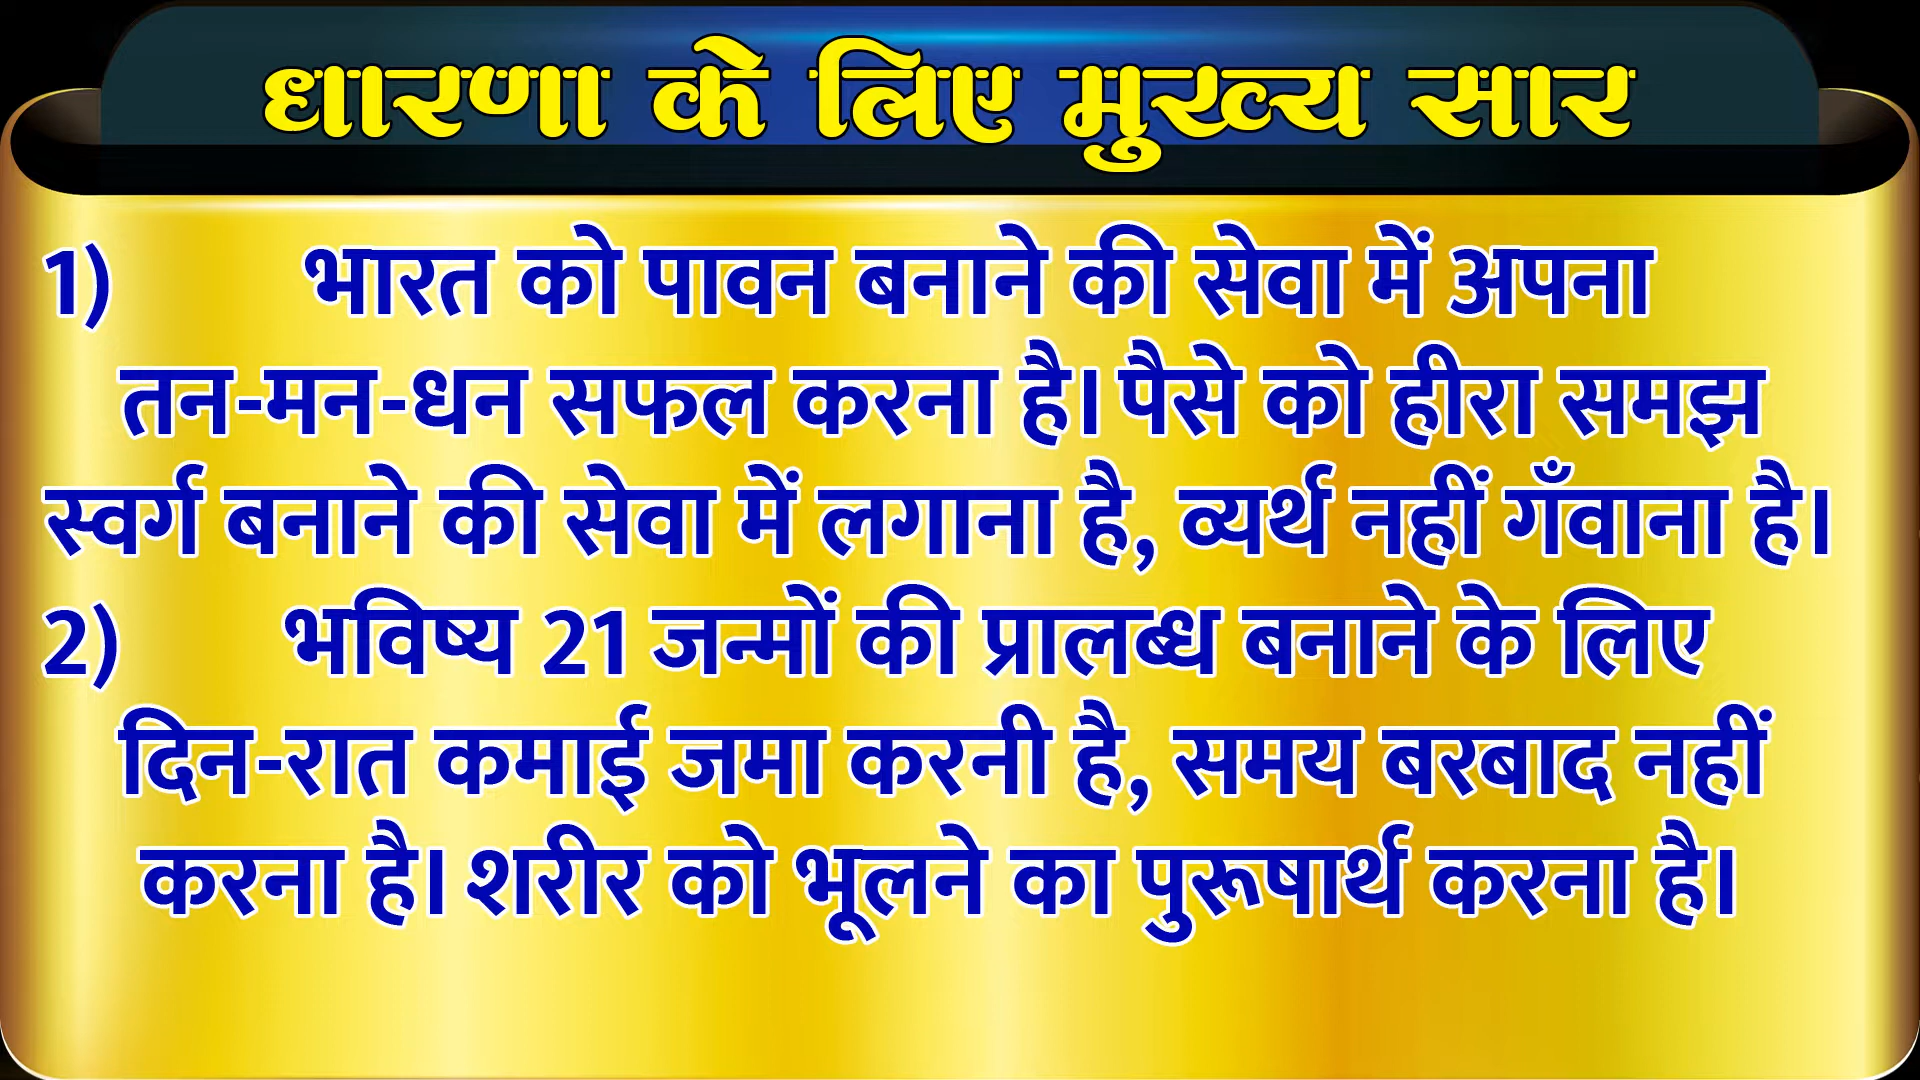 धारणा के लिए मुख्य सार
1) भारत को पावन बनाने की सेवा में अपना
तन-मन-धन सफल करना है। पैसे को हीरा समझ
स्वर्ग बनाने की सेवा में लगाना है, व्यर्थ नहीं गँवाना है।
2) भविष्य 21 जन्मों की प्रालब्ध बनाने के लिए
दिन-रात कमाई जमा करनी है, समय बरबाद नहीं
करना है। शरीर को भूलने का पुरूषार्थ करना है।